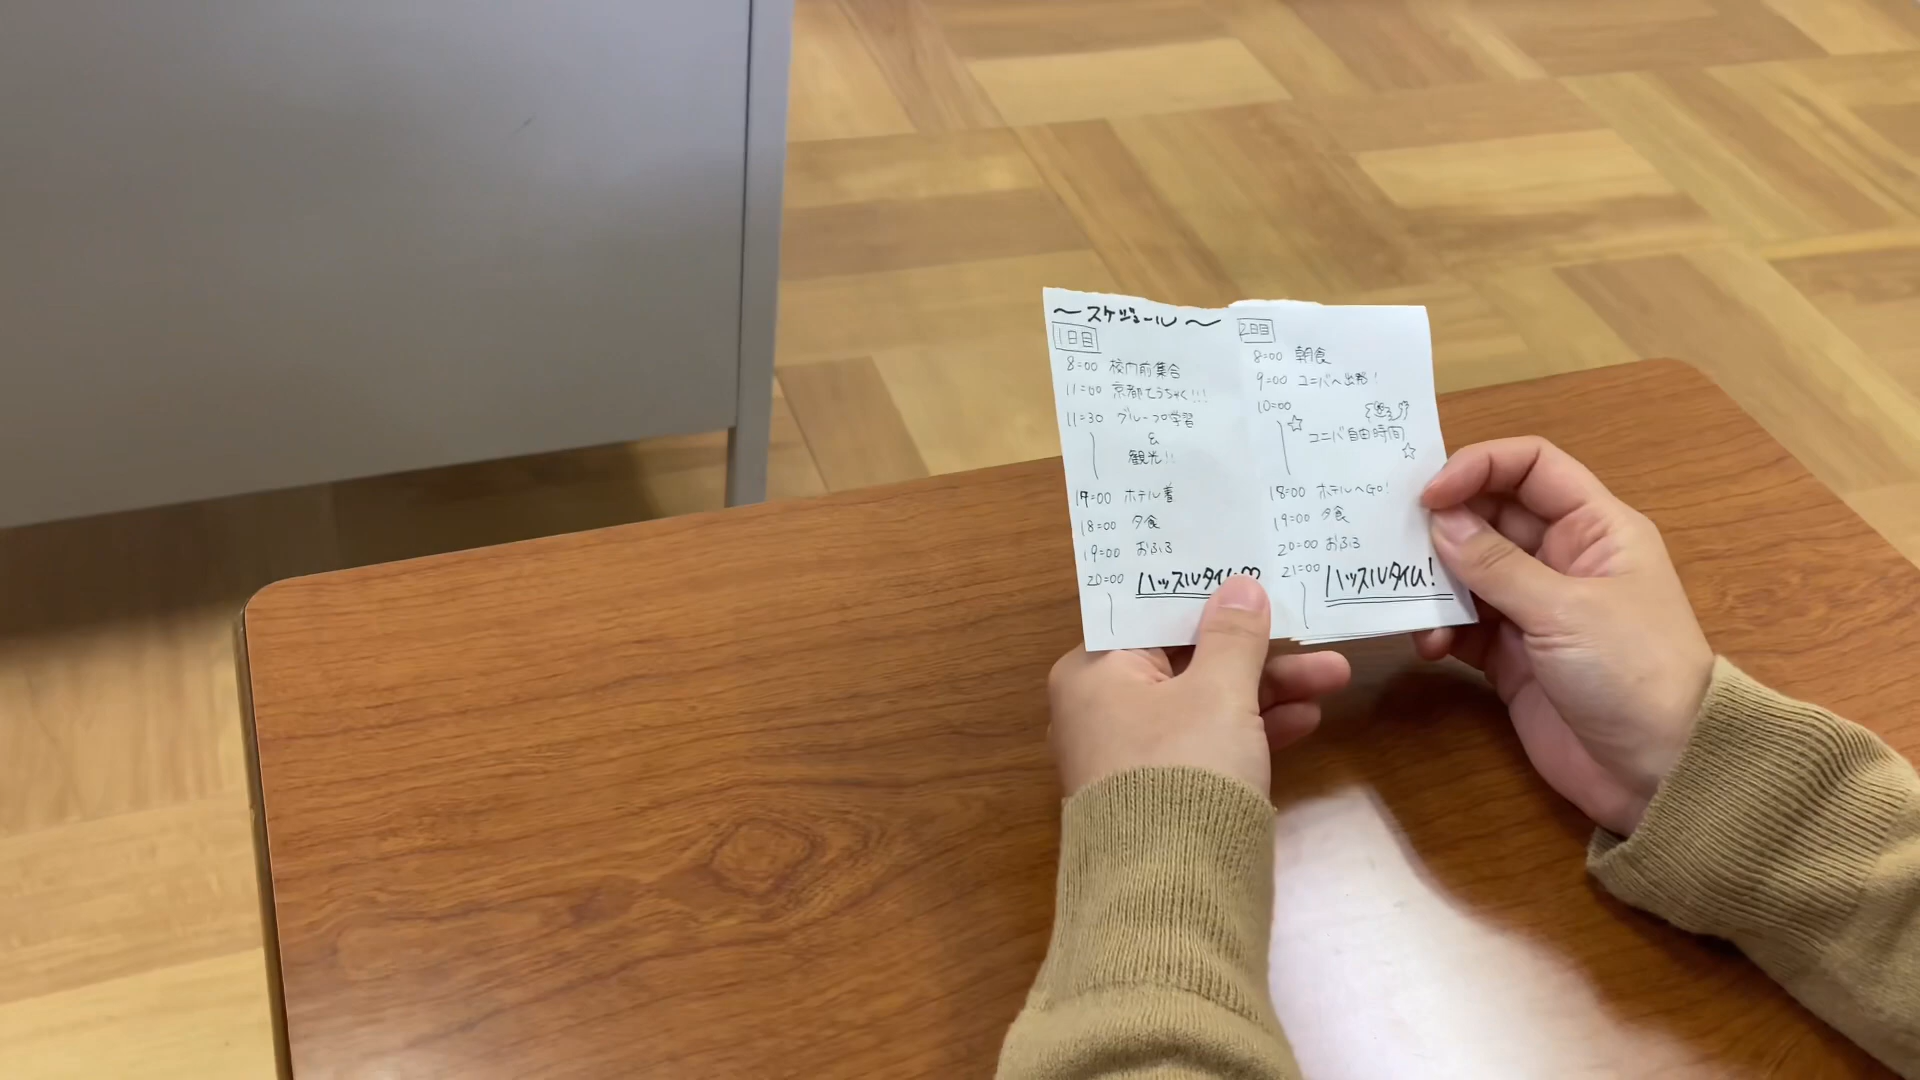 ～スケジュール～
1日目
8:00 校内前集合
11:00 京都とうちゃく!!!
11:30 グループ学習
&
観光!!
17:00 ホテル着
18:00 夕食
19:00 おふろ
20:00 ハッスルタイム
2日目
8:00 朝食
9:00 ユニバへ出発!
10:00
☆ユニバ自由時間☆
18:00 ホテルへGO!
19:00 夕食
20:00 おふろ
21:00 ハッスルタイム!